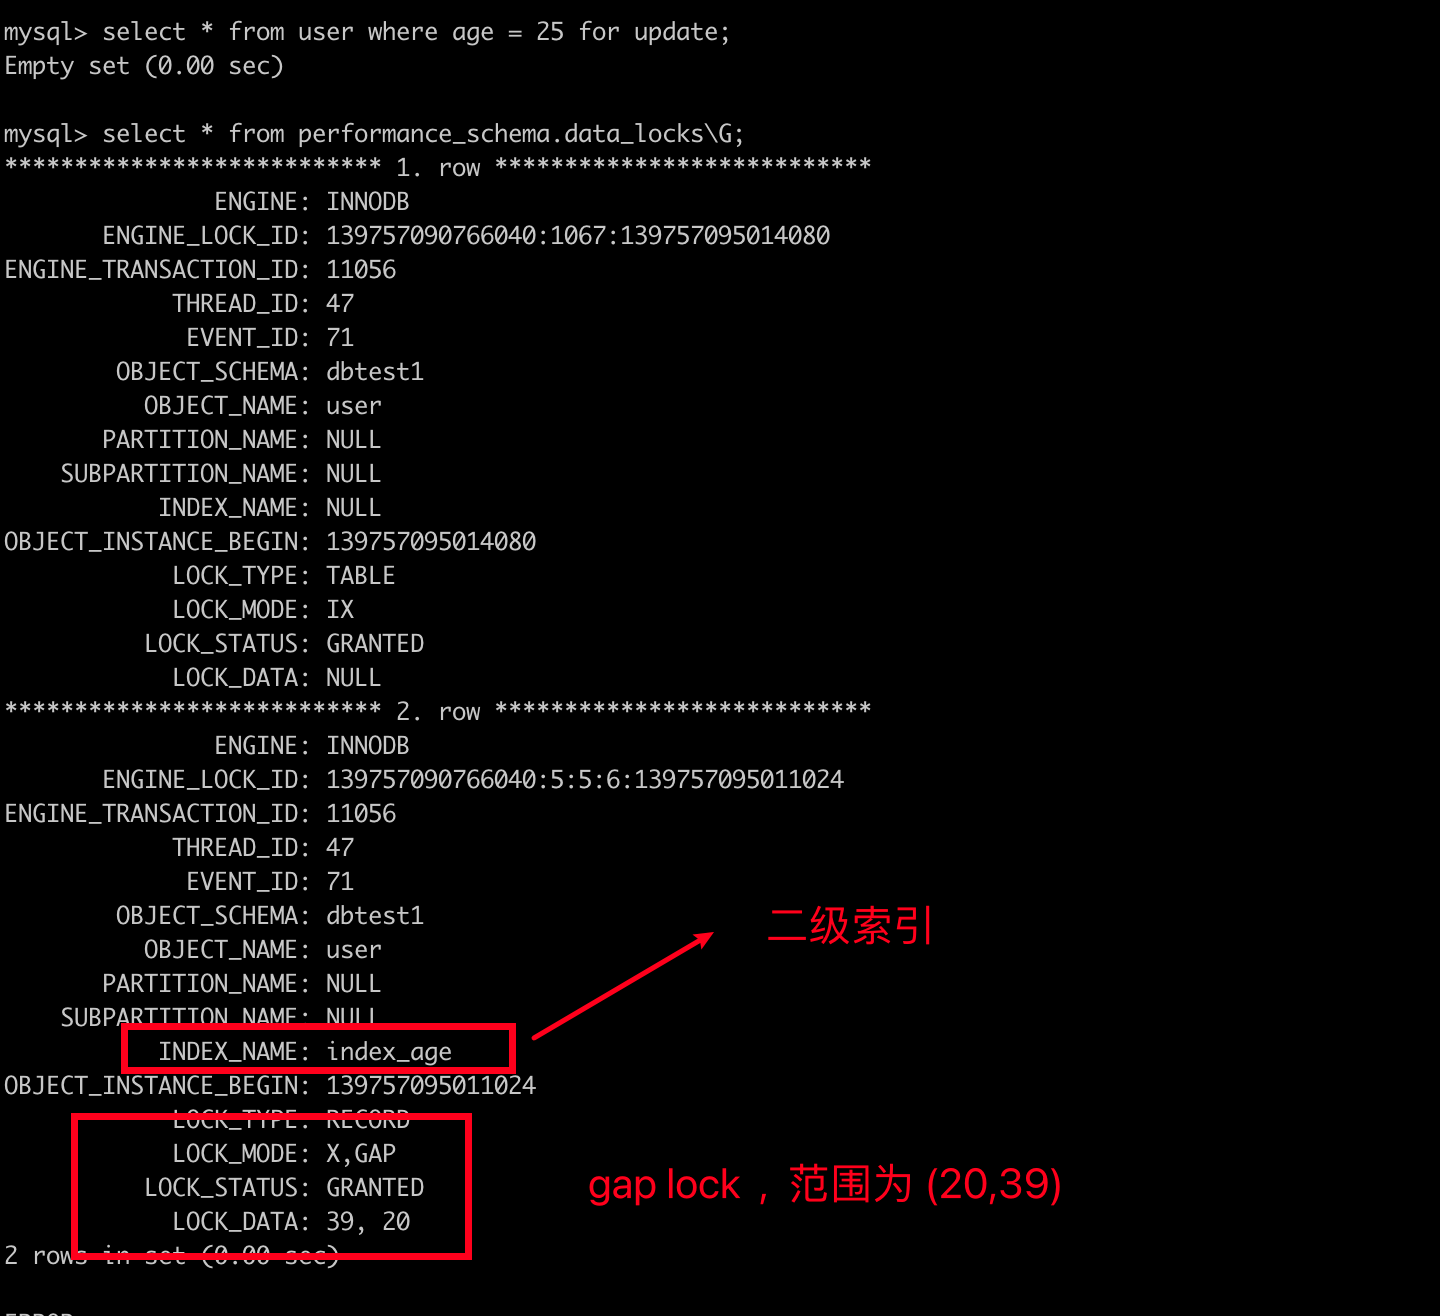 mysql> select * from user where age = 25 for update;
Empty set (0.00 sec)
mysql> select * from performance_schema.data_locks\G;
*************************** 1. row ***************************
ENGINE: INNODB
ENGINE_LOCK_ID: 139757090766040:1067:139757095014080
ENGINE_TRANSACTION_ID: 11056
THREAD_ID: 47
EVENT_ID: 71
OBJECT_SCHEMA: dbtest1
OBJECT_NAME: user
PARTITION_NAME: NULL
SUBPARTITION_NAME: NULL
INDEX_NAME: NULL
OBJECT_INSTANCE_BEGIN: 139757095014080
LOCK_TYPE: TABLE
LOCK_MODE: IX
LOCK_STATUS: GRANTED
LOCK_DATA: NULL
*************************** 2. row ***************************
ENGINE: INNODB
ENGINE_LOCK_ID: 139757090766040:5:5:6:139757095011024
ENGINE_TRANSACTION_ID: 11056
THREAD_ID: 47
EVENT_ID: 71
OBJECT_SCHEMA: dbtest1
二级索引
OBJECT_NAME: user
PARTITION_NAME: NULL
SUBPARTITION_NAME: NULL
INDEX_NAME: index_age
OBJECT_INSTANCE_BEGIN: 139757095011024
LOCK_TYPE: RECORD
LOCK_MODE: X,GAP
LOCK_STATUS: GRANTED
gap lock ，范围为 (20,39)
LOCK_DATA: 39, 20
2 rows in set (0.00 sec)